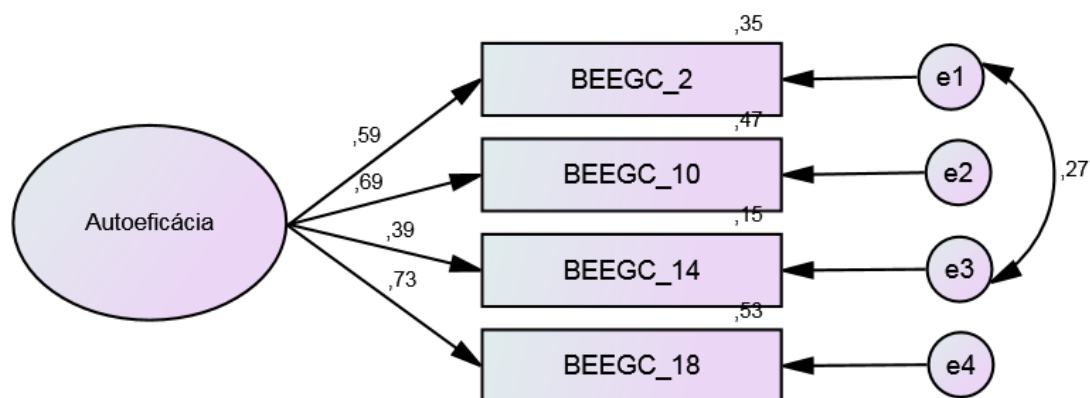 ,35
BEEGC_2
e1
,59
,47
,69
BEEGC_10
e2
,27
Autoeficácia
,15
,39
BEEGC_14
e3
,73
,53
BEEGC_18
e4